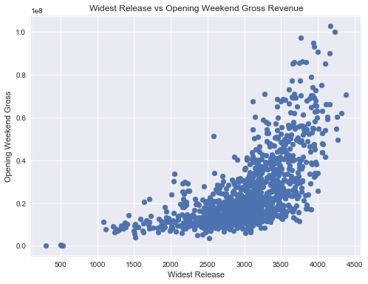 Widest Release vs Opening Weekend Gross Revenue
1e8
1.0
0.8
0.6
0.4
0.2
0.0
Opening Weekend Gross
500 1000 1500 2000 2500 3000 3500 4000 4500
Widest Release